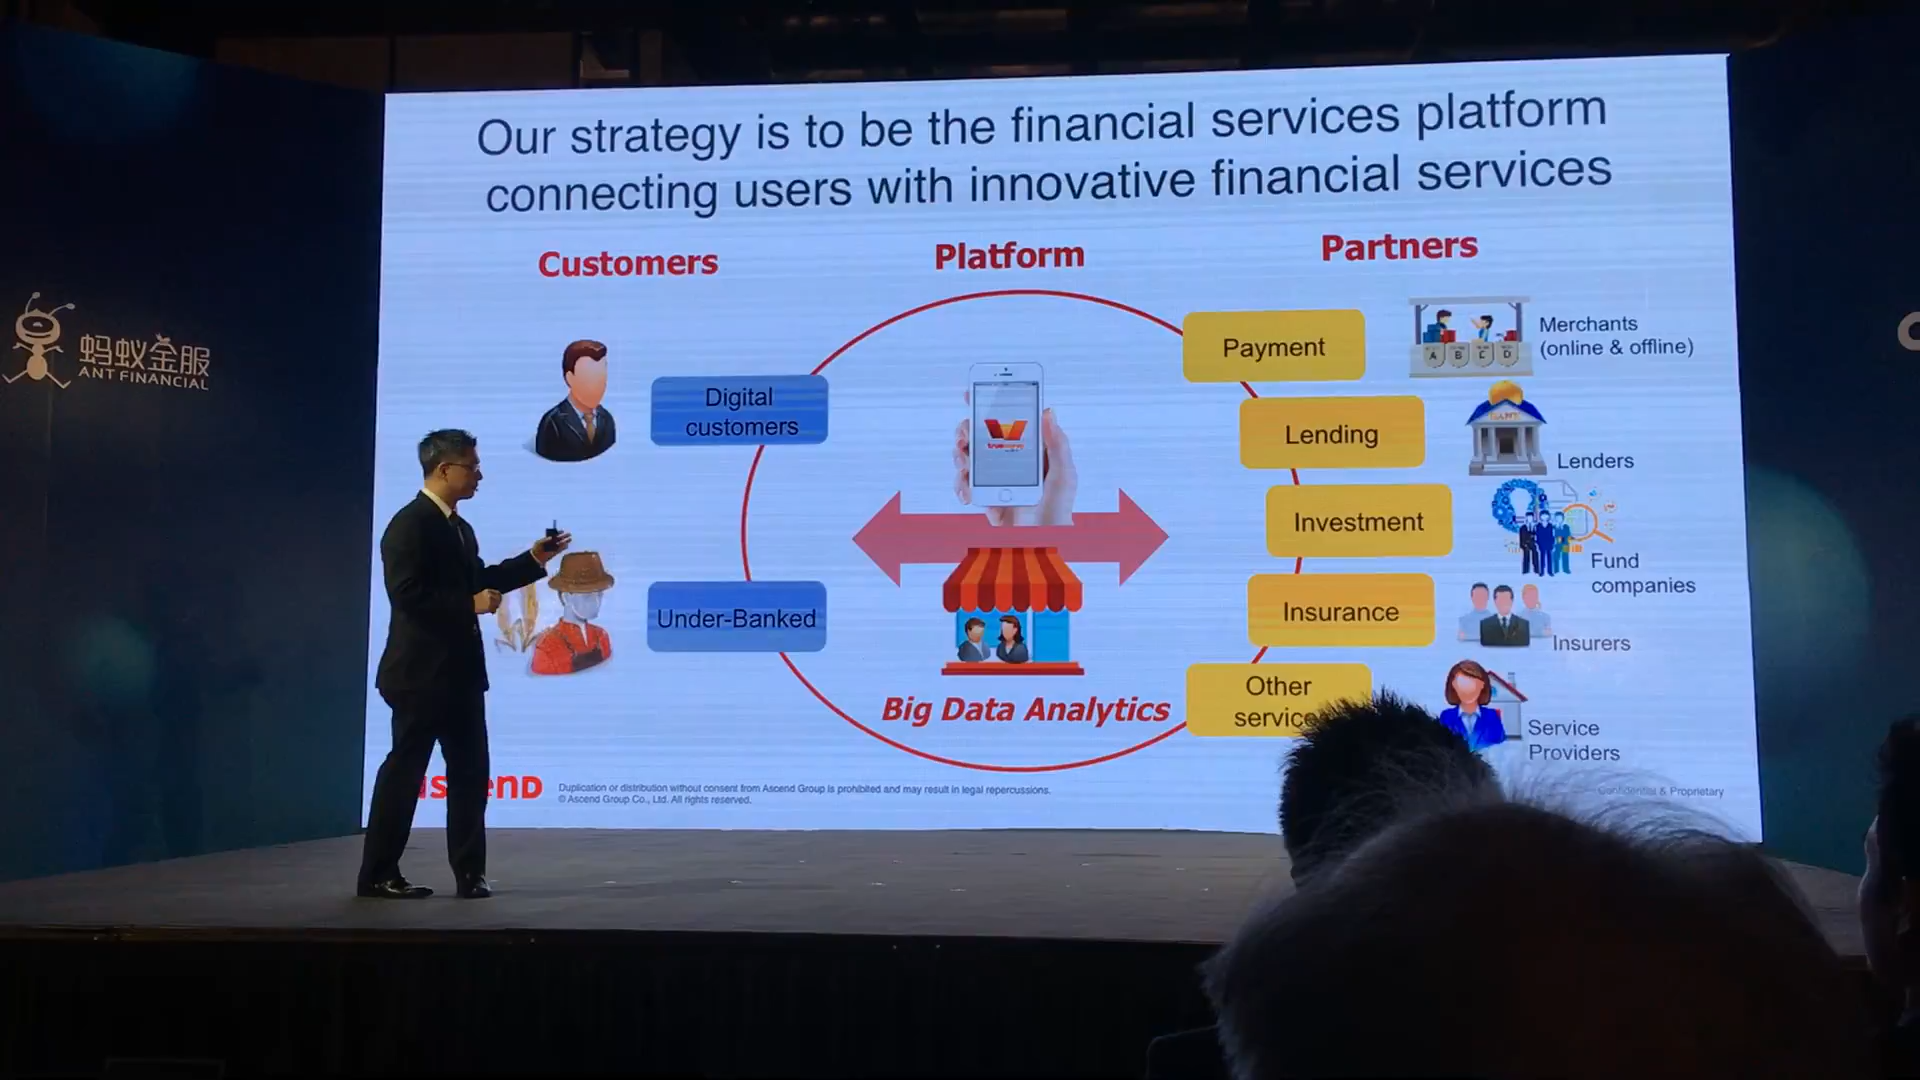 Our strategy is to be the financial services platform
connecting users with innovative financial services
Customers
Platform
Partners
Digital
customers
Under-Banked
Big Data Analytics
Payment
Lending
Investment
Insurance
Other
Merchants
(online & offline)
BANK
Lenders
Fund
companies
Insurers
Service
Providers
A B C D
true money
蚂蚁金服
ANT FINANCIAL
Duplication or distribution without consent from Ascend Group is prohibited and may result in legal repercussions.
© Ascend Group Co., Ltd. All rights reserved.
Confidential & Proprietary